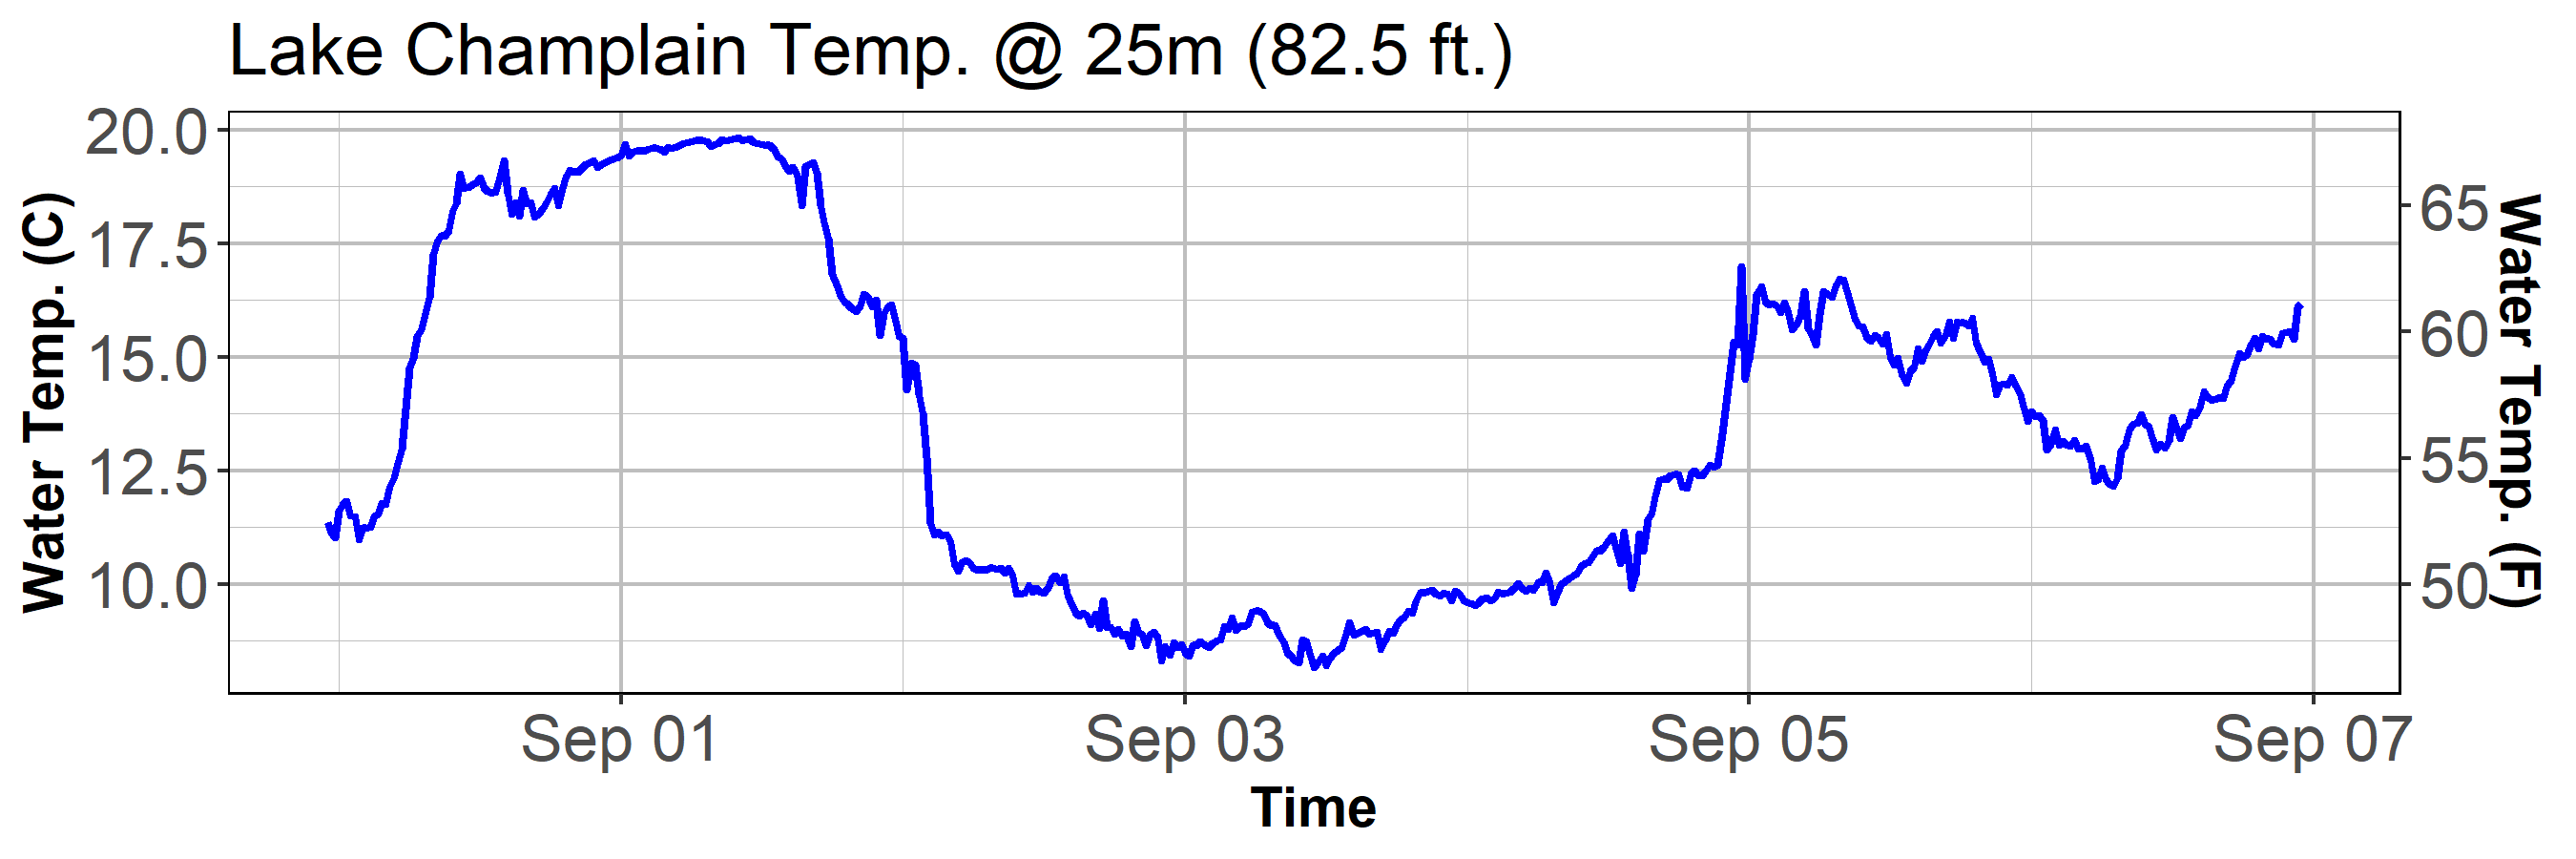 Lake Champlain Temp. @ 25m (82.5 ft.)
Water Temp. (C)
20.0
17.5
15.0
12.5
10.0
65
60
55
50
Water Temp. (F)
Sep 01 Sep 03 Sep 05 Sep 07
Time